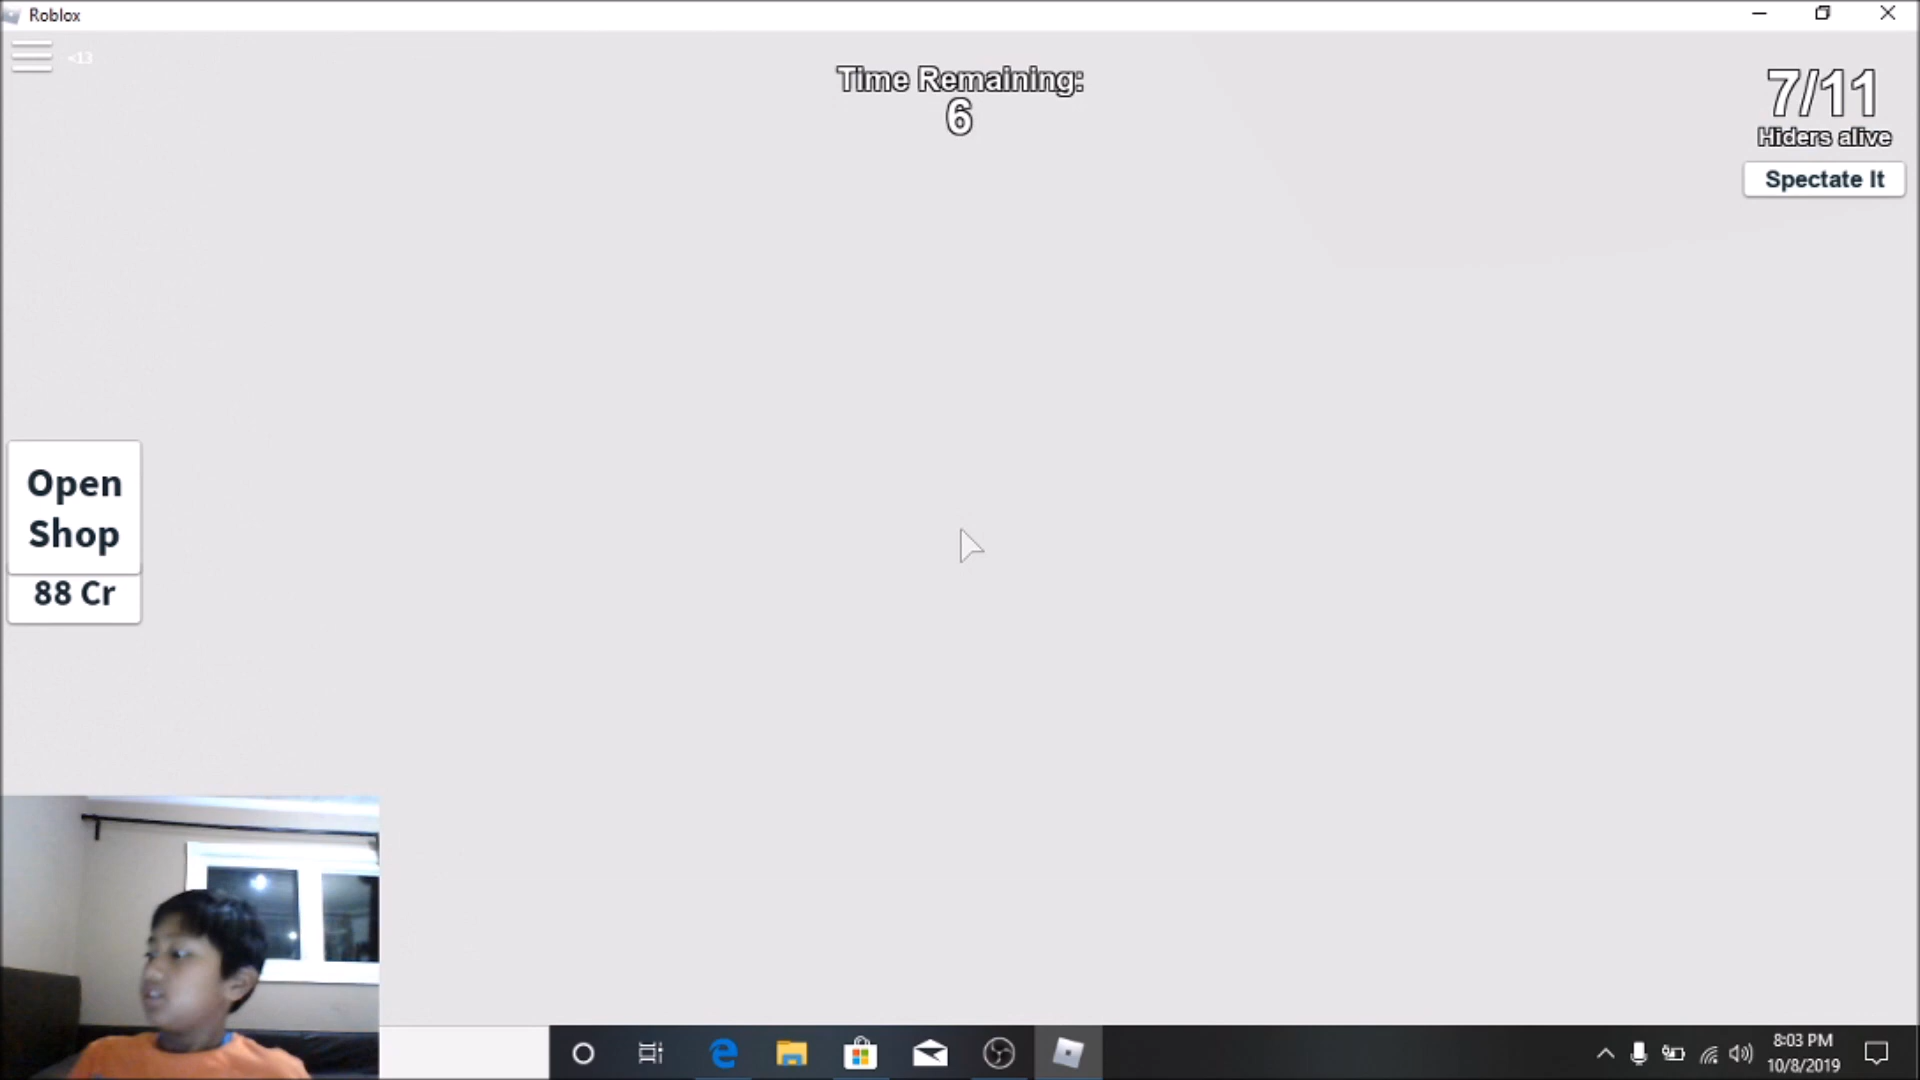 Roblox
<13
Time Remaining:
6
7/11
Hiders alive
Spectate It
Open
Shop
88 Cr
8:03 PM
10/8/2019